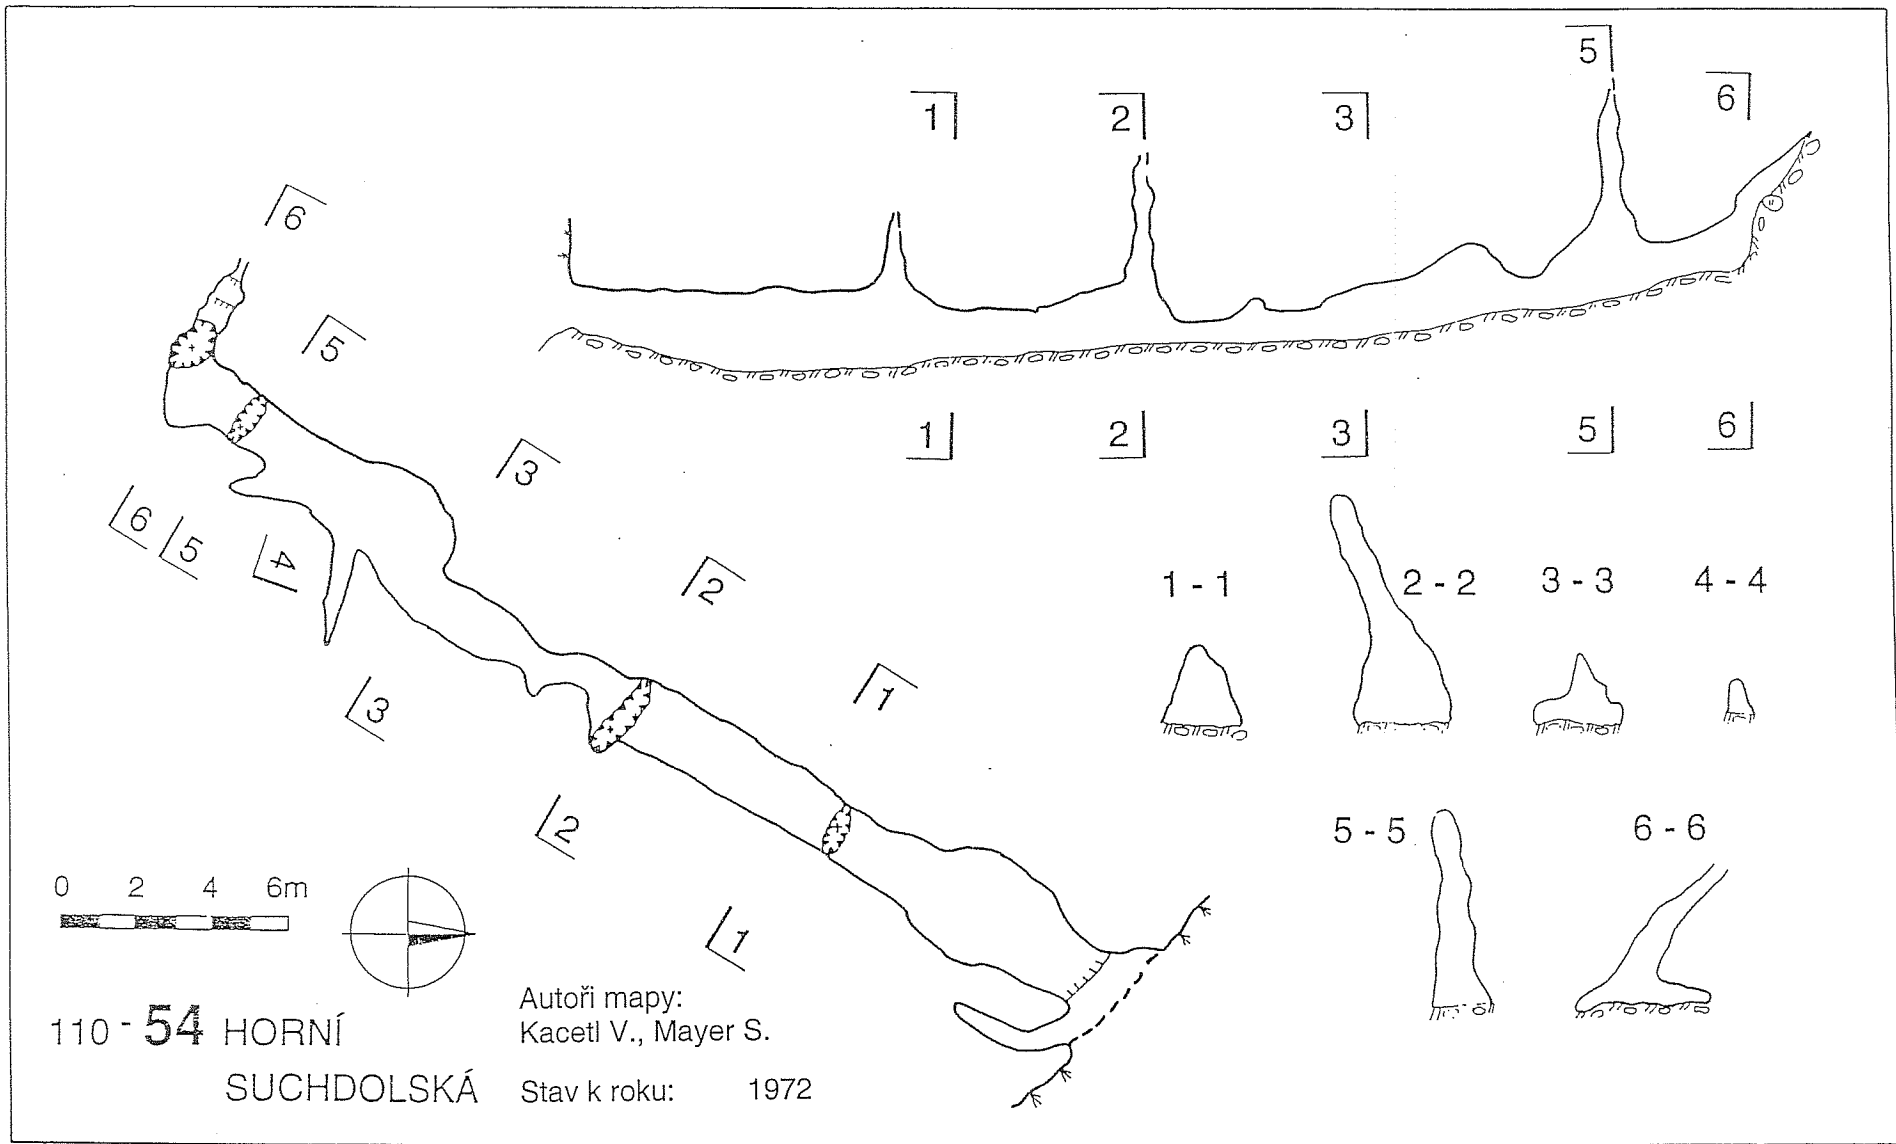 1
2
3
5
6
6
5
3
2
1
6
5
4
3
2
1
1
2
3
5
6
1 - 1
2 - 2
3 - 3
4 - 4
5 - 5
6 - 6
0 2 4 6m
110 - 54 HORNÍ
SUCHDOLSKÁ
Autoři mapy:
Kacetl V., Mayer S.
Stav k roku: 1972